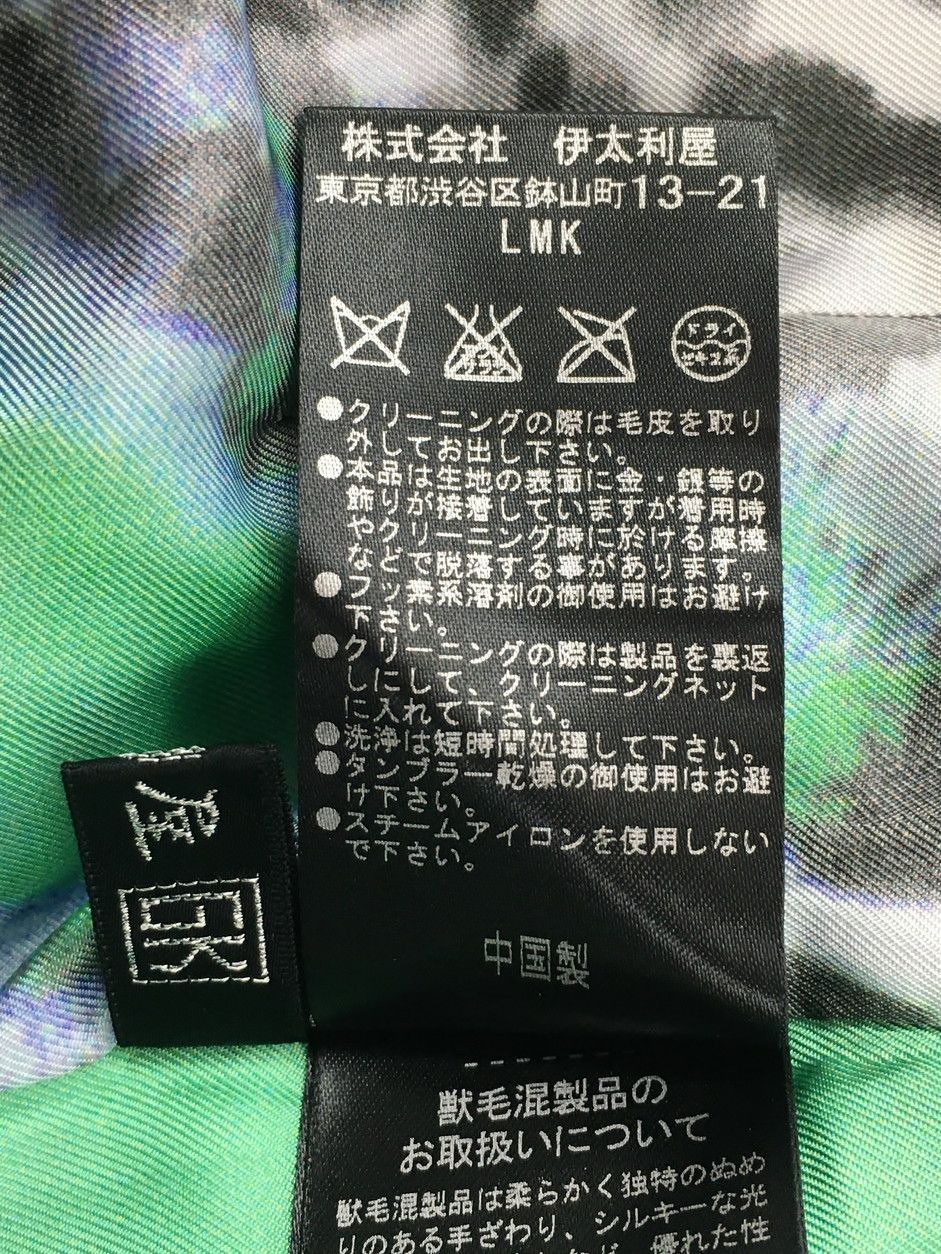 株式会社 伊太利屋
東京都渋谷区鉢山町13-21
LMK
エンソ サラシ
ドライ
セキユ系
●クリーニングの際は毛皮を取り
外してお出し下さい。
●本品は生地の表面に金・銀等の
飾りが接着していますが着用時
やクリーニング時に於ける摩擦
などで脱落する事があります。
●フッ素系溶剤の御使用はお避け
下さい。
●クリーニングの際は製品を裏返
しにして、クリーニングネット
に入れて下さい。
●洗浄は短時間処理して下さい。
●タンブラー乾燥の御使用はお避
け下さい。
●スチームアイロンを使用しない
で下さい。
中国製
屋
GK
獣毛混製品の
お取扱いについて
獣毛混製品は柔らかく独特のぬめ
りのある手ざわり、シルキーな光
優れた性